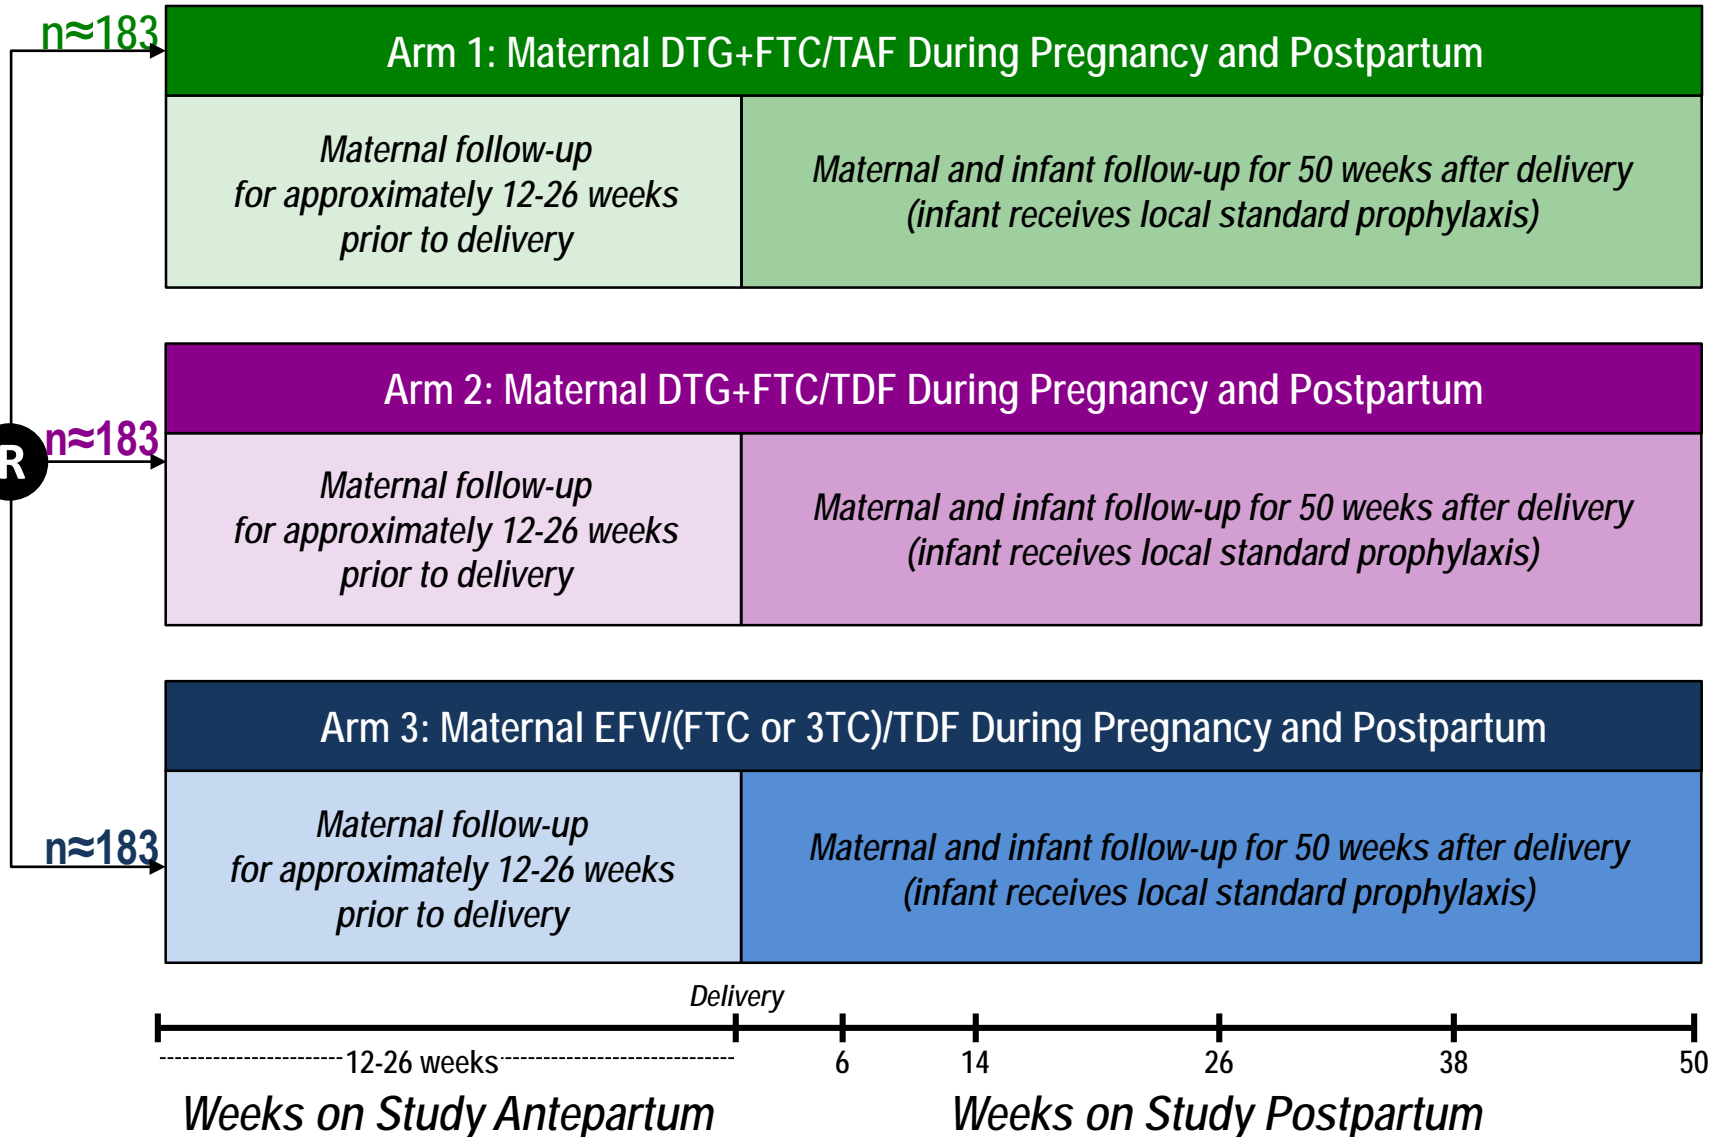 n≈183
Arm 1: Maternal DTG+FTC/TAF During Pregnancy and Postpartum
Maternal follow-up
for approximately 12-26 weeks
prior to delivery
Maternal and infant follow-up for 50 weeks after delivery
(infant receives local standard prophylaxis)
R
n≈183
Arm 2: Maternal DTG+FTC/TDF During Pregnancy and Postpartum
Maternal follow-up
for approximately 12-26 weeks
prior to delivery
Maternal and infant follow-up for 50 weeks after delivery
(infant receives local standard prophylaxis)
n≈183
Arm 3: Maternal EFV/(FTC or 3TC)/TDF During Pregnancy and Postpartum
Maternal follow-up
for approximately 12-26 weeks
prior to delivery
Maternal and infant follow-up for 50 weeks after delivery
(infant receives local standard prophylaxis)
Delivery
12-26 weeks
6 14 26 38 50
Weeks on Study Antepartum
Weeks on Study Postpartum